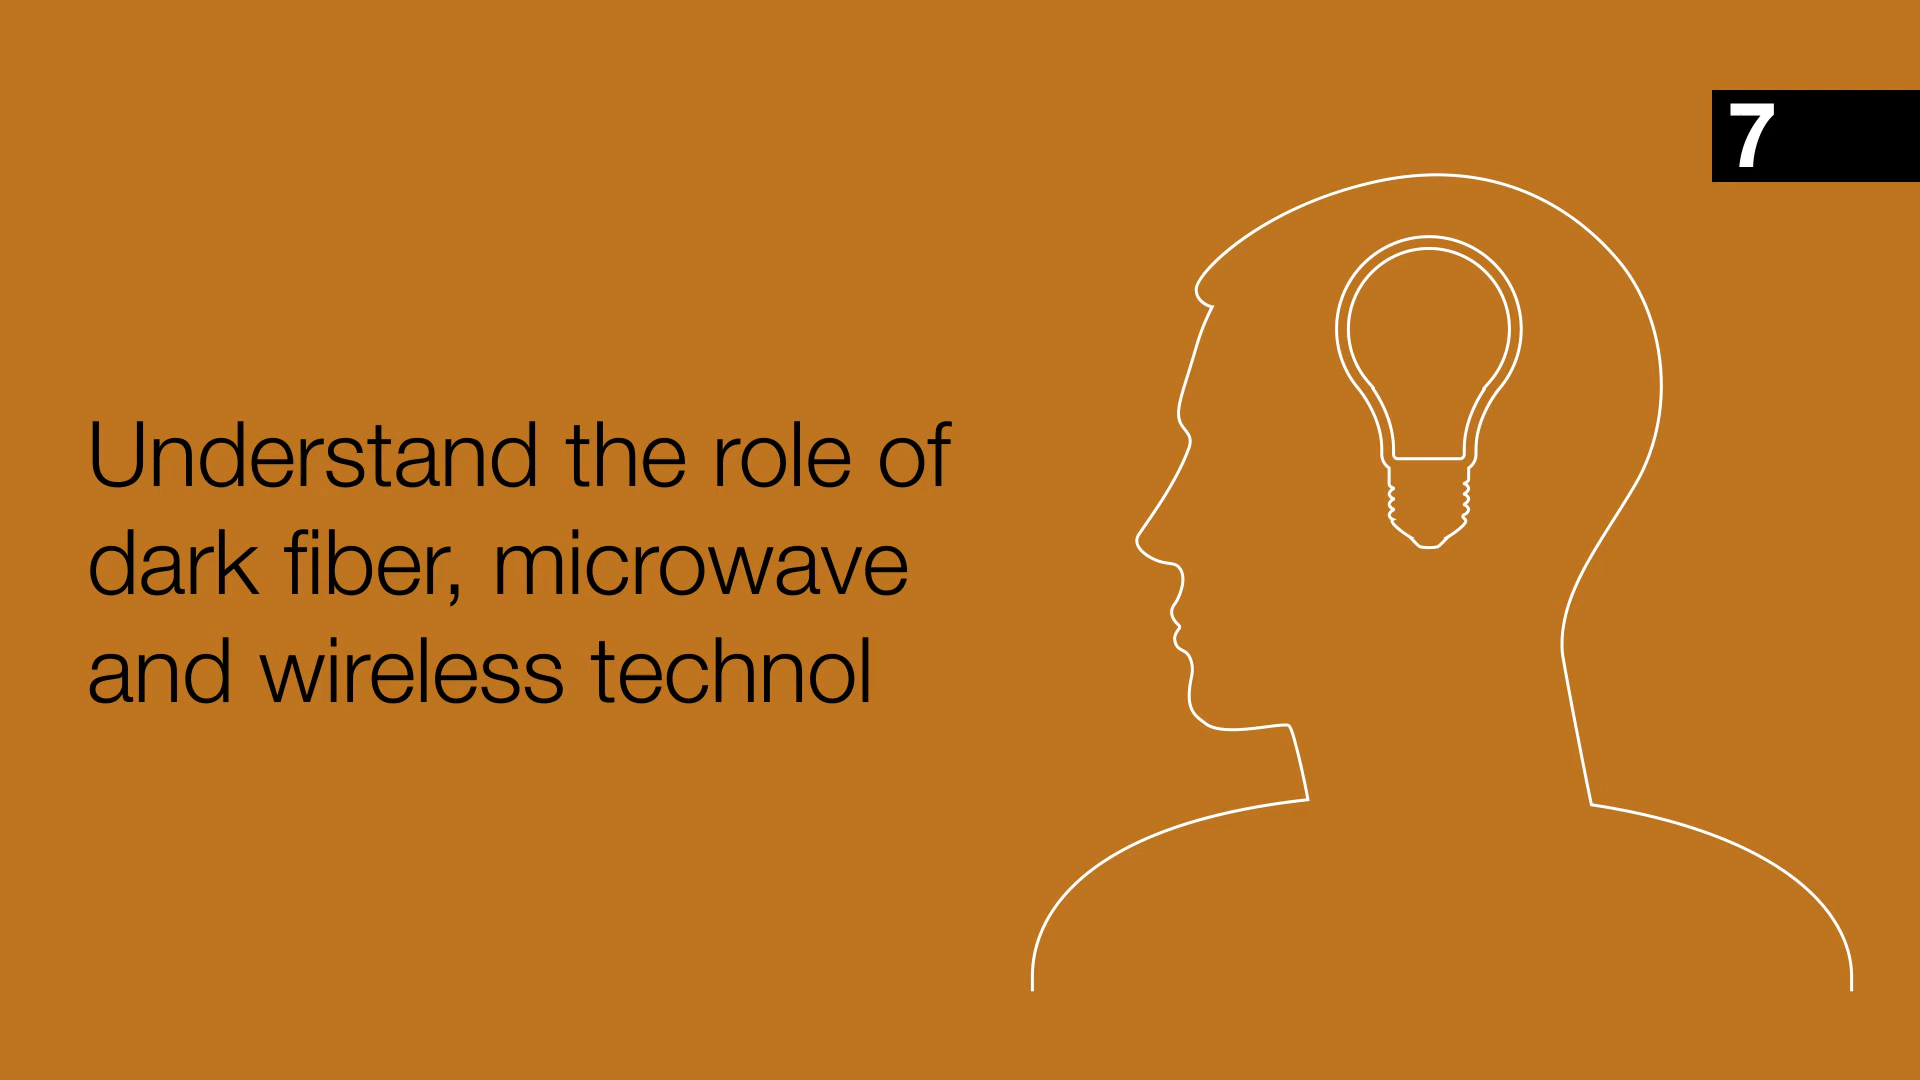 7
Understand the role of
dark fiber, microwave
and wireless technol